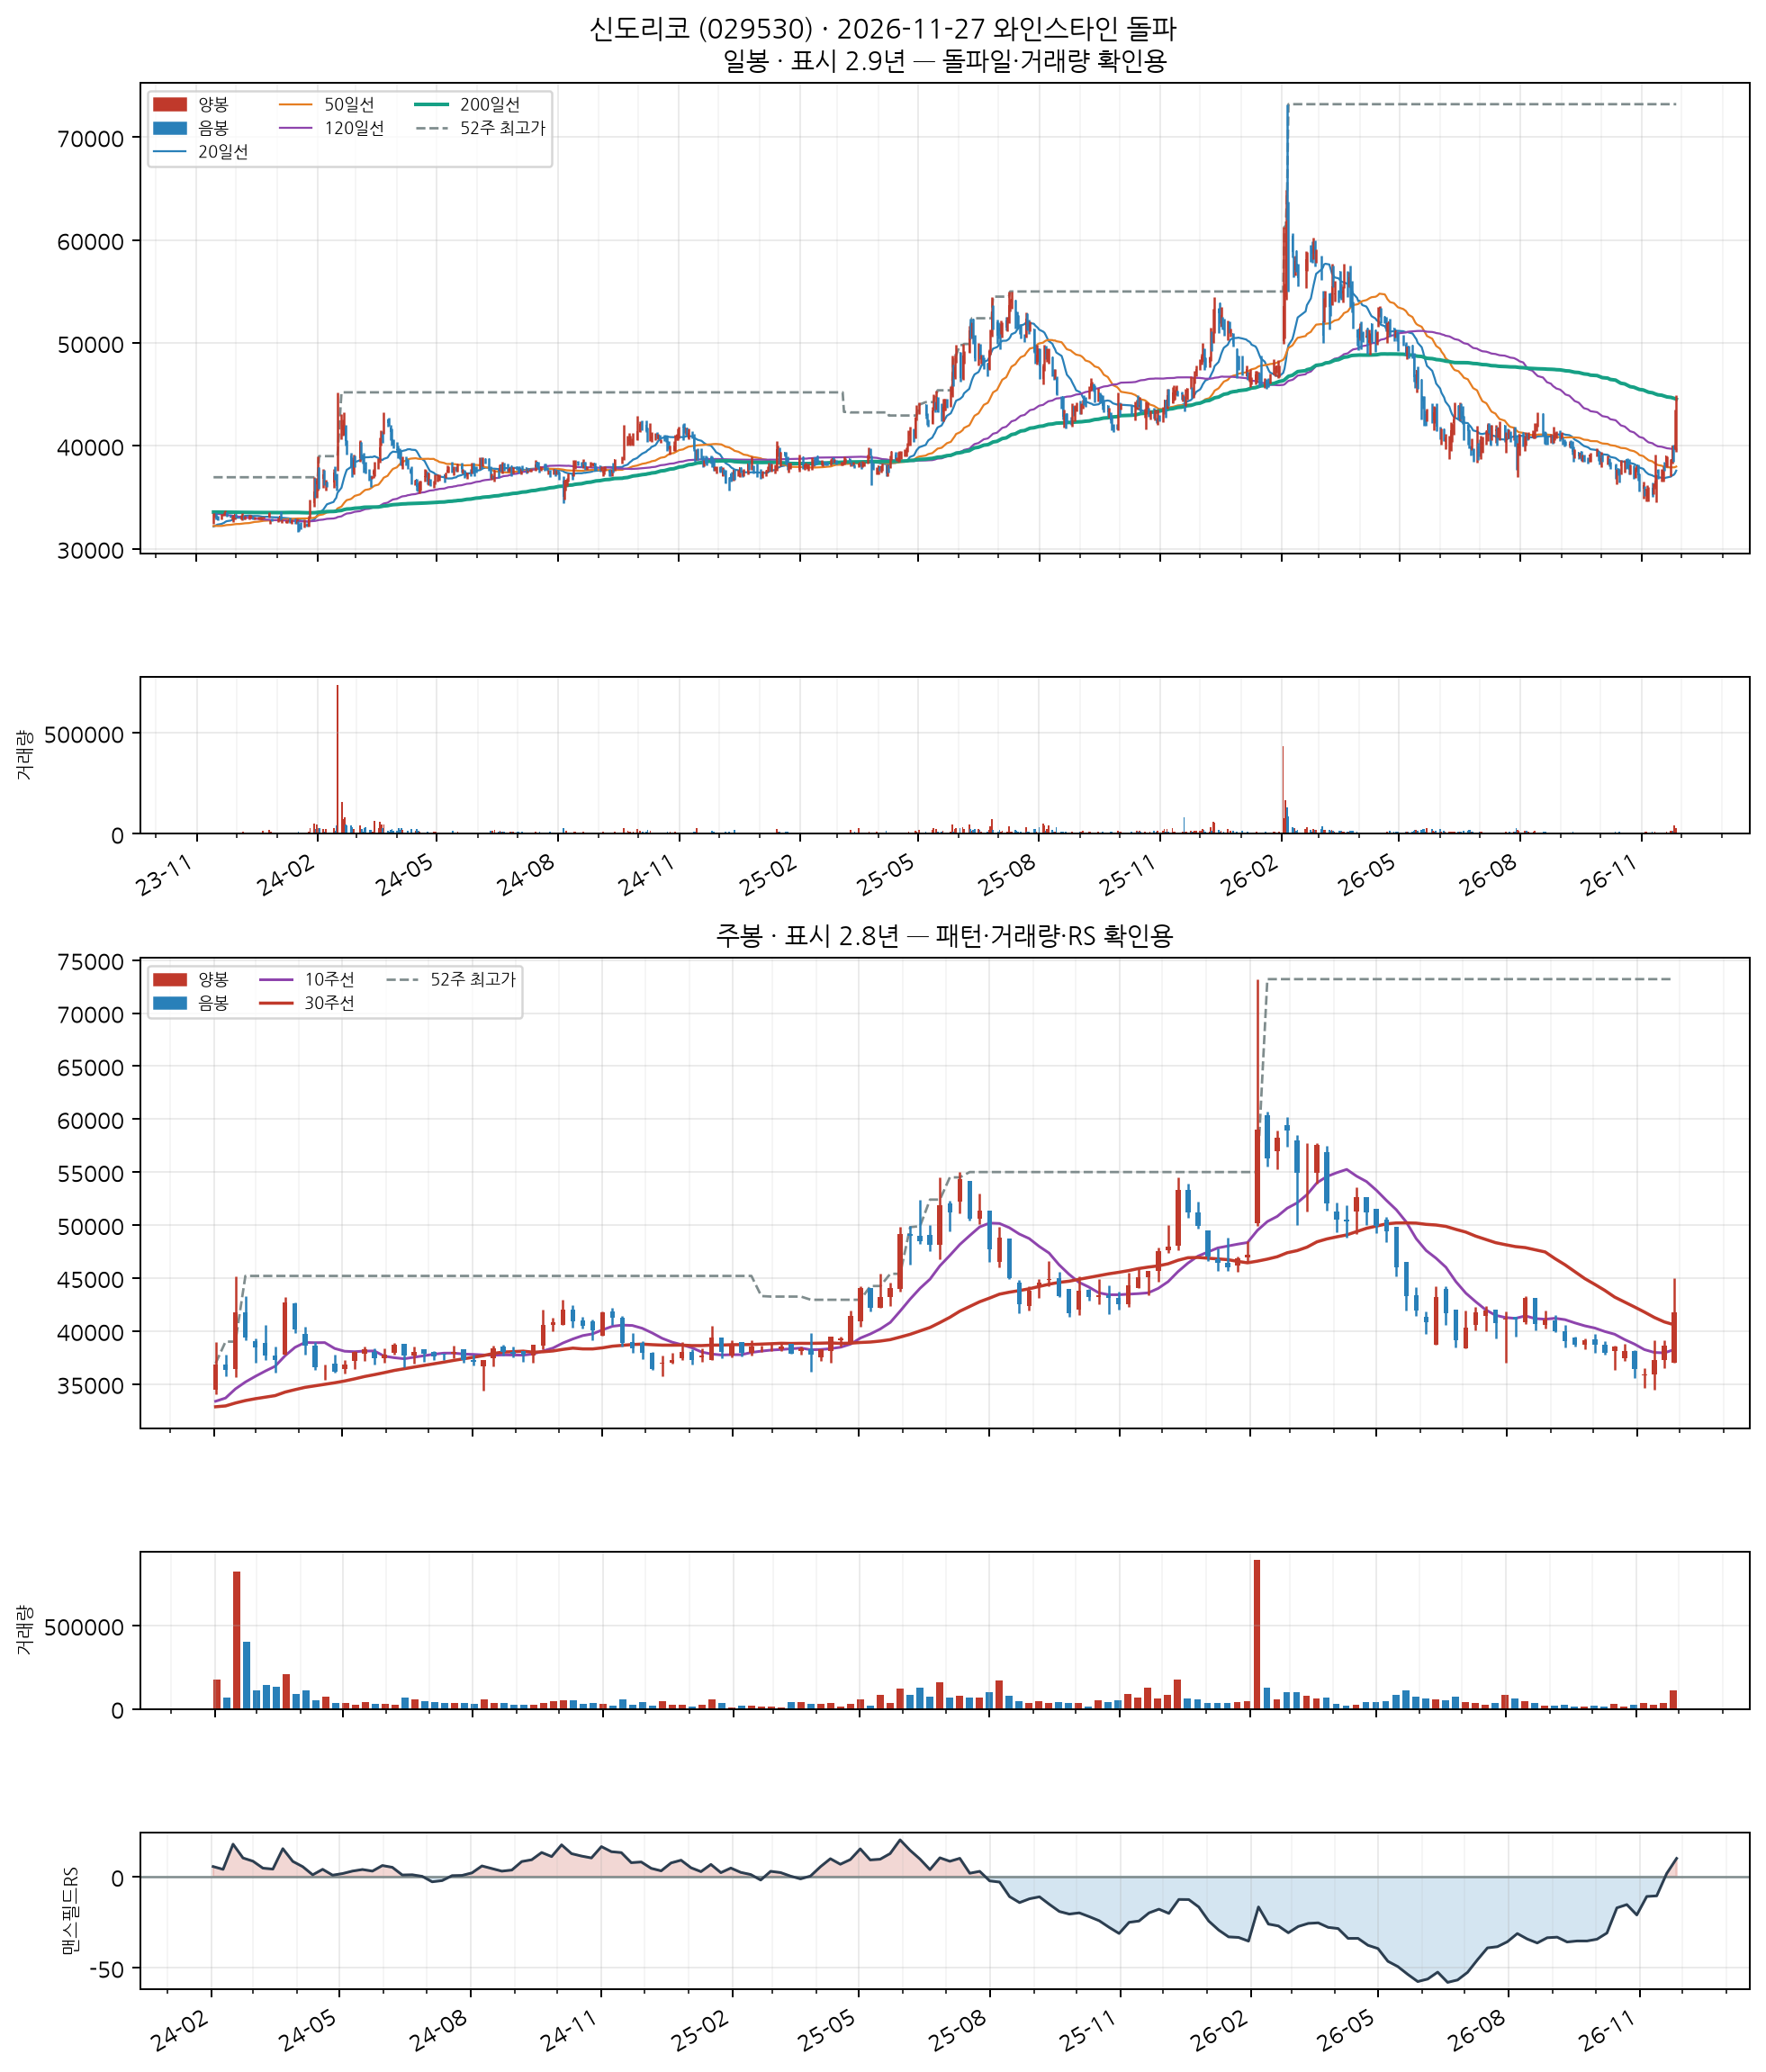 신도리코 (029530) · 2026-11-27 와인스타인 돌파
일봉 · 표시 2.9년 — 돌파일·거래량 확인용
양봉 50일선 200일선
음봉 120일선 52주 최고가
20일선
70000
60000
50000
40000
30000
거래량
500000
0
23-11 24-02 24-05 24-08 24-11 25-02 25-05 25-08 25-11 26-02 26-05 26-08 26-11
주봉 · 표시 2.8년 — 패턴·거래량·RS 확인용
양봉 10주선 52주 최고가
음봉 30주선
75000
70000
65000
60000
55000
50000
45000
40000
35000
거래량
500000
0
맨스필드RS
0
-50
24-02 24-05 24-08 24-11 25-02 25-05 25-08 25-11 26-02 26-05 26-08 26-11